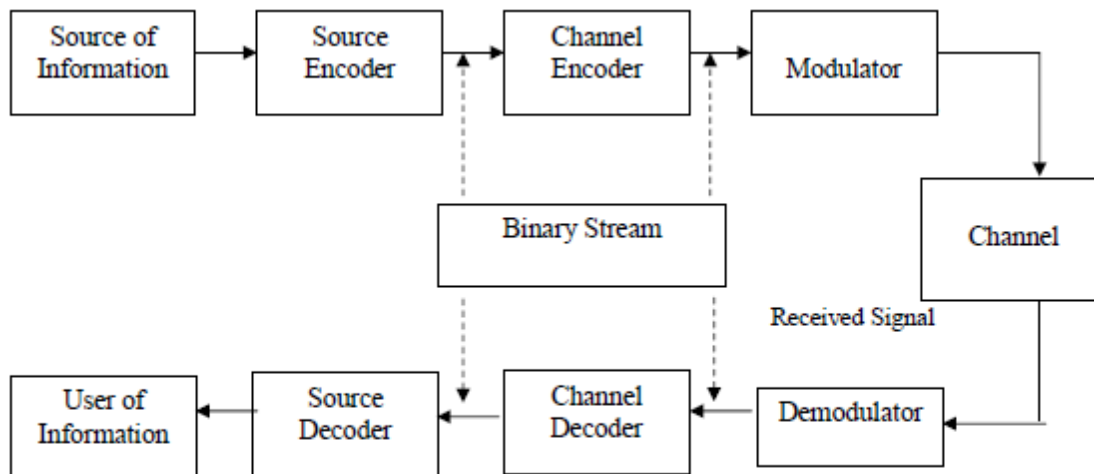 Source of
Information
Source
Encoder
Channel
Encoder
Modulator
Binary Stream
Channel
Received Signal
User of
Information
Source
Decoder
Channel
Decoder
Demodulator